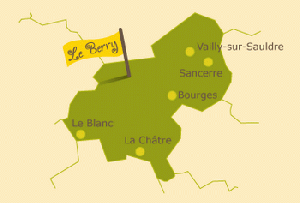 Le Berry
Vailly-sur-Sauldre
Sancerre
Bourges
Le Blanc
La Châtre